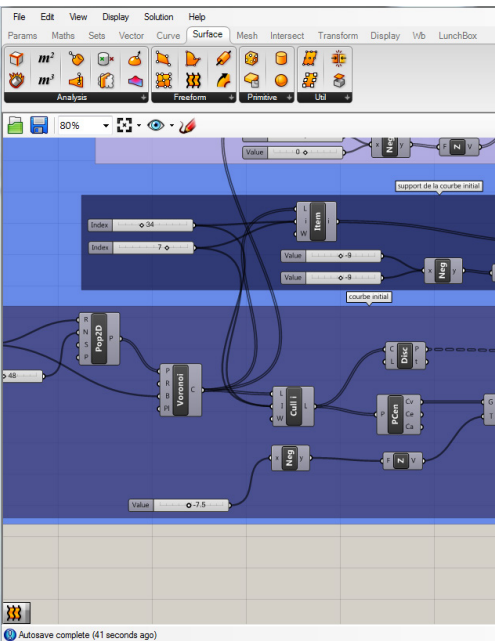 File Edit View Display Solution Help
Params Maths Sets Vector Curve Surface Mesh Intersect Transform Display Wb LunchBox
m²
m³
Analysis Freeform Primitive Util
80%
Value 0
x Neg y
F Z V
support de la courbe initial
Index 34
Index 7
L
i Item i
W
Value -9
Value -9
x Neg y
courbe initial
R
N Pop2D P
S
P
48
P
R Voronoi C
B
Pl
C Disc P
L t
L
I Cull i L
W
P PCen Cv
Ce
Ca
G
T
x Neg y
F Z V
Value -7.5
Autosave complete (41 seconds ago)